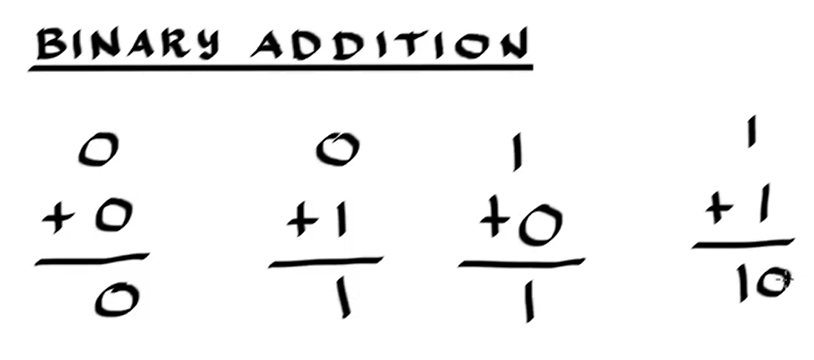 BINARY ADDITION
0 0 1 1
+ 0 + 1 + 0 + 1
0 1 1 10